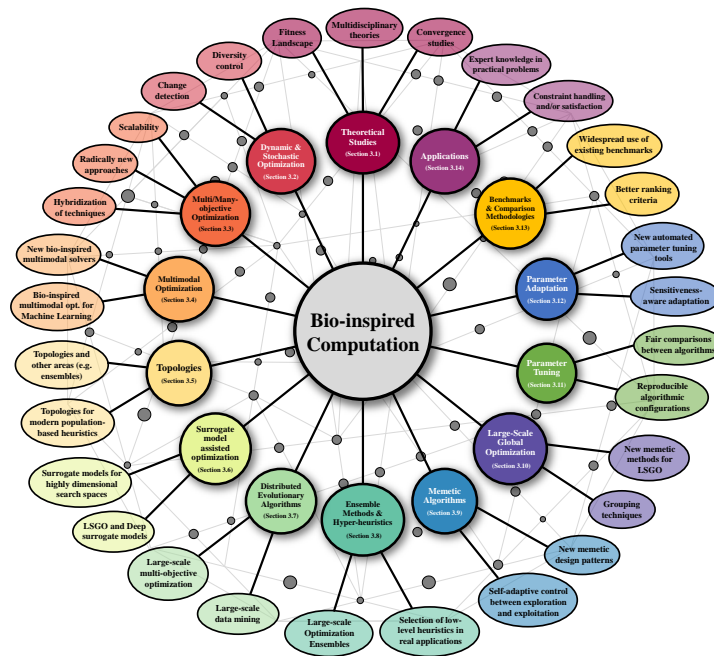 Bio-inspired
Computation
Theoretical
Studies
(Section 3.1)
Fitness
Landscape
Multidisciplinary
theories
Convergence
studies
Applications
(Section 3.14)
Expert knowledge in
practical problems
Constraint handling
and/or satisfaction
Benchmarks
& Comparison
Methodologies
(Section 3.13)
Widespread use of
existing benchmarks
Better ranking
criteria
Parameter
Adaptation
(Section 3.12)
New automated
parameter tuning
tools
Sensitiveness-
aware adaptation
Parameter
Tuning
(Section 3.11)
Fair comparisons
between algorithms
Reproducible
algorithmic
configurations
Large-Scale
Global
Optimization
(Section 3.10)
New memetic
methods for
LSGO
Grouping
techniques
Memetic
Algorithms
(Section 3.9)
New memetic
design patterns
Self-adaptive control
between exploration
and exploitation
Ensemble
Methods &
Hyper-heuristics
(Section 3.8)
Selection of low-
level heuristics in
real applications
Large-scale
Optimization
Ensembles
Distributed
Evolutionary
Algorithms
(Section 3.7)
Large-scale
data mining
Large-scale
multi-objective
optimization
Surrogate
model
assisted
optimization
(Section 3.6)
LSGO and Deep
surrogate models
Surrogate models for
highly dimensional
search spaces
Topologies
(Section 3.5)
Topologies for
modern population-
based heuristics
Topologies and
other areas (e.g.
ensembles)
Multimodal
Optimization
(Section 3.4)
Bio-inspired
multimodal opt. for
Machine Learning
New bio-inspired
multimodal solvers
Multi/Many-
objective
Optimization
(Section 3.3)
Hybridization
of techniques
Radically new
approaches
Scalability
Dynamic &
Stochastic
Optimization
(Section 3.2)
Change
detection
Diversity
control